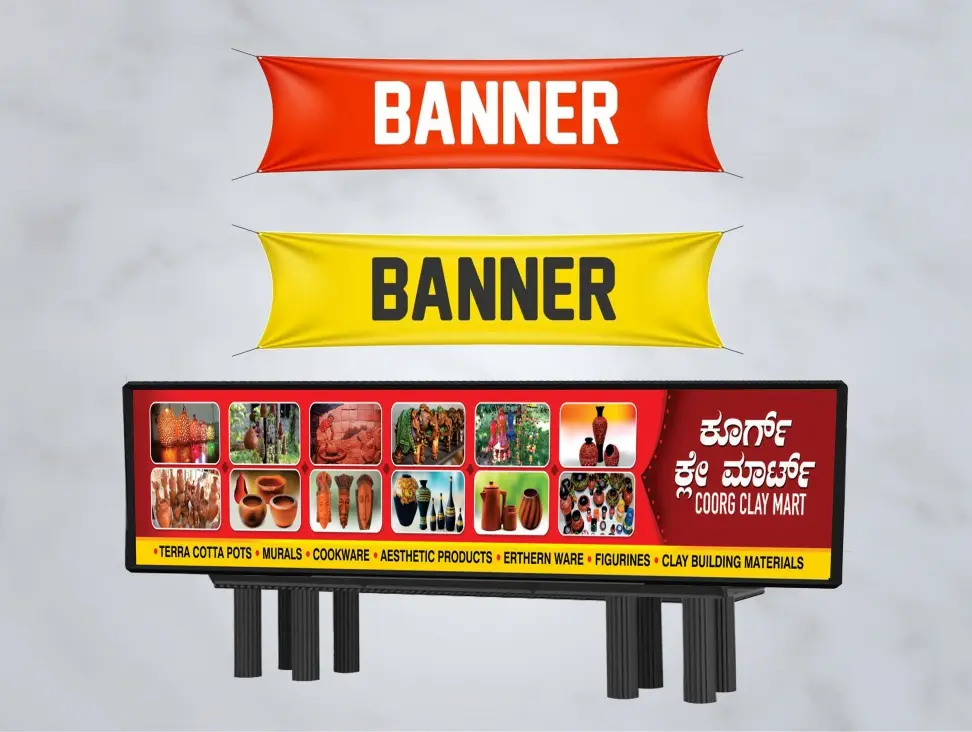 BANNER
BANNER
ಕೂರ್ಗ್
ಕ್ಲೇ ಮಾರ್ಟ್
COORG CLAY MART
• TERRA COTTA POTS • MURALS • COOKWARE • AESTHETIC PRODUCTS • ERTHERN WARE • FIGURINES • CLAY BUILDING MATERIALS